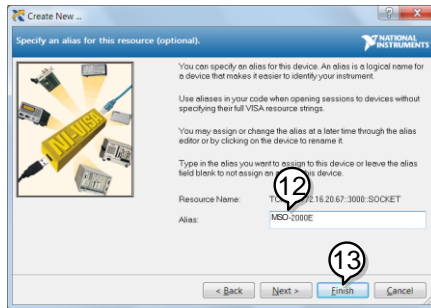 Create New ...
Specify an alias for this resource (optional).
NATIONAL
INSTRUMENTS
You can specify an alias for this device. An alias is a logical name for
a device that makes it easier to identify your instrument.
Use aliases in your code when opening sessions to devices without
specifying their full VISA resource strings.
You may assign or change the alias at a later time through the alias
editor or by clicking on the device to rename it.
Type in the alias you want to assign to this device or leave the alias
field blank to not assign an this device.
Resource Name: 2.16.20.67::3000::SOCKET
12
Alias: MSO-2000E
13
< Back Next > Finish Cancel
NI-VISA